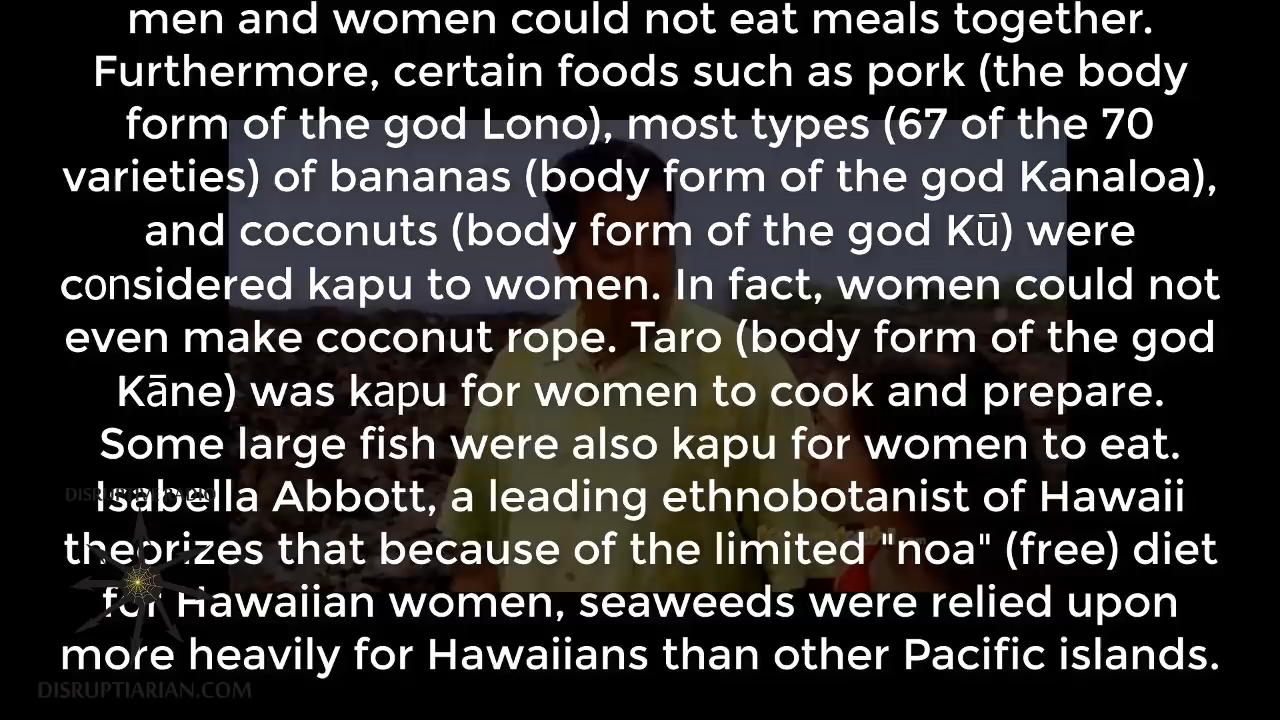 men and women could not eat meals together.
Furthermore, certain foods such as pork (the body
form of the god Lono), most types (67 of the 70
varieties) of bananas (body form of the god Kanaloa),
and coconuts (body form of the god Kū) were
considered kapu to women. In fact, women could not
even make coconut rope. Taro (body form of the god
Kāne) was kapu for women to cook and prepare.
Some large fish were also kapu for women to eat.
Isabella Abbott, a leading ethnobotanist of Hawaii
theorizes that because of the limited "noa" (free) diet
for Hawaiian women, seaweeds were relied upon
more heavily for Hawaiians than other Pacific islands.
DISRUPTIVE RADIO
DISRUPTIARIAN.COM